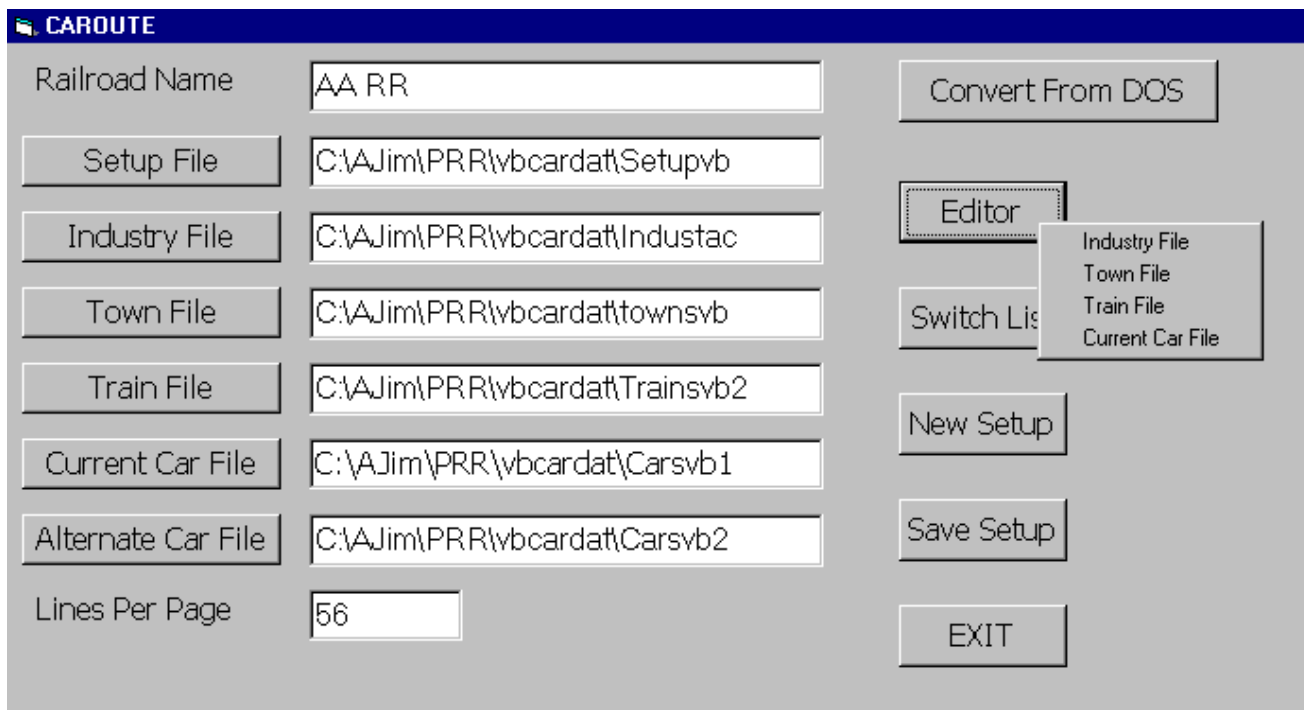 CAROUTE
Railroad Name
AA RR
Convert From DOS
Setup File
C:\AJim\PRR\vbcardat\Setupvb
Editor
Industry File
C:\AJim\PRR\vbcardat\Industac
Industry File
Town File
Train File
Current Car File
Town File
C:\AJim\PRR\vbcardat\townsvb
Switch Lis
Train File
C:\AJim\PRR\vbcardat\Trainsvb2
New Setup
Current Car File
C:\AJim\PRR\vbcardat\Carsvb1
Alternate Car File
C:\AJim\PRR\vbcardat\Carsvb2
Save Setup
Lines Per Page
56
EXIT